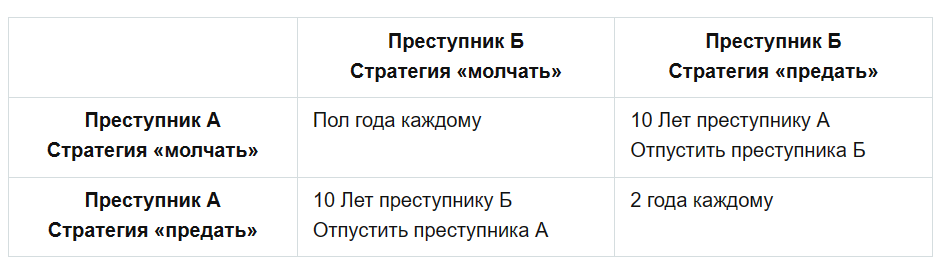 Преступник Б
Стратегия «молчать»
Преступник Б
Стратегия «предать»
Преступник А
Стратегия «молчать»
Пол года каждому
10 Лет преступнику А
Отпустить преступника Б
Преступник А
Стратегия «предать»
10 Лет преступнику Б
Отпустить преступника А
2 года каждому